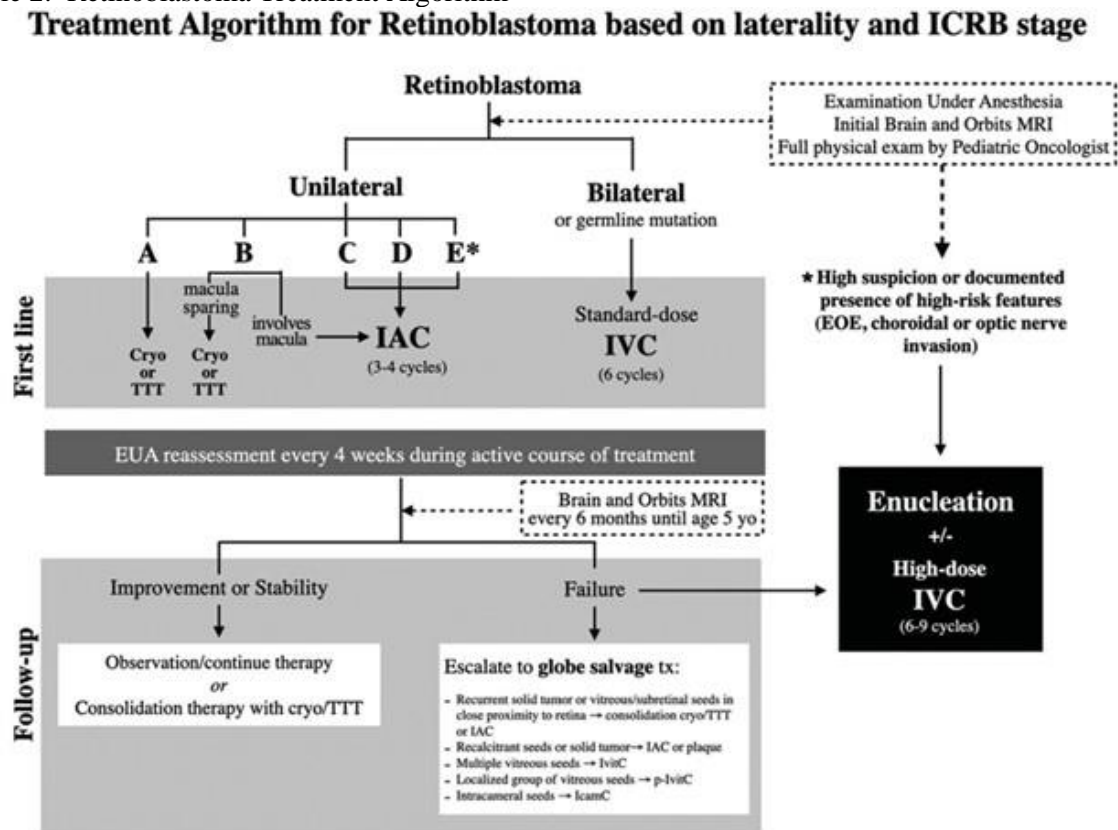 Treatment Algorithm for Retinoblastoma based on laterality and ICRB stage
Retinoblastoma
Examination Under Anesthesia
Initial Brain and Orbits MRI
Full physical exam by Pediatric Oncologist
Unilateral
Bilateral
or germline mutation
A
B
C
D
E*
* High suspicion or documented
presence of high-risk features
(EOE, choroidal or optic nerve
invasion)
First line
macula
sparing
involves
macula
Cryo
or
TTT
Cryo
or
TTT
IAC
(3-4 cycles)
Standard-dose
IVC
(6 cycles)
EUA reassessment every 4 weeks during active course of treatment
Brain and Orbits MRI
every 6 months until age 5 yo
Enucleation
+/-
High-dose
IVC
(6-9 cycles)
Follow-up
Improvement or Stability
Observation/continue therapy
or
Consolidation therapy with cryo/TTT
Failure
Escalate to globe salvage tx:
- Recurrent solid tumor or vitreous/subretinal seeds in
close proximity to retina → consolidation cryo/TTT
or IAC
- Recalcitrant seeds or solid tumor→ IAC or plaque
- Multiple vitreous seeds → IvitC
- Localized group of vitreous seeds → p-IvitC
- Intracameral seeds → IcamC